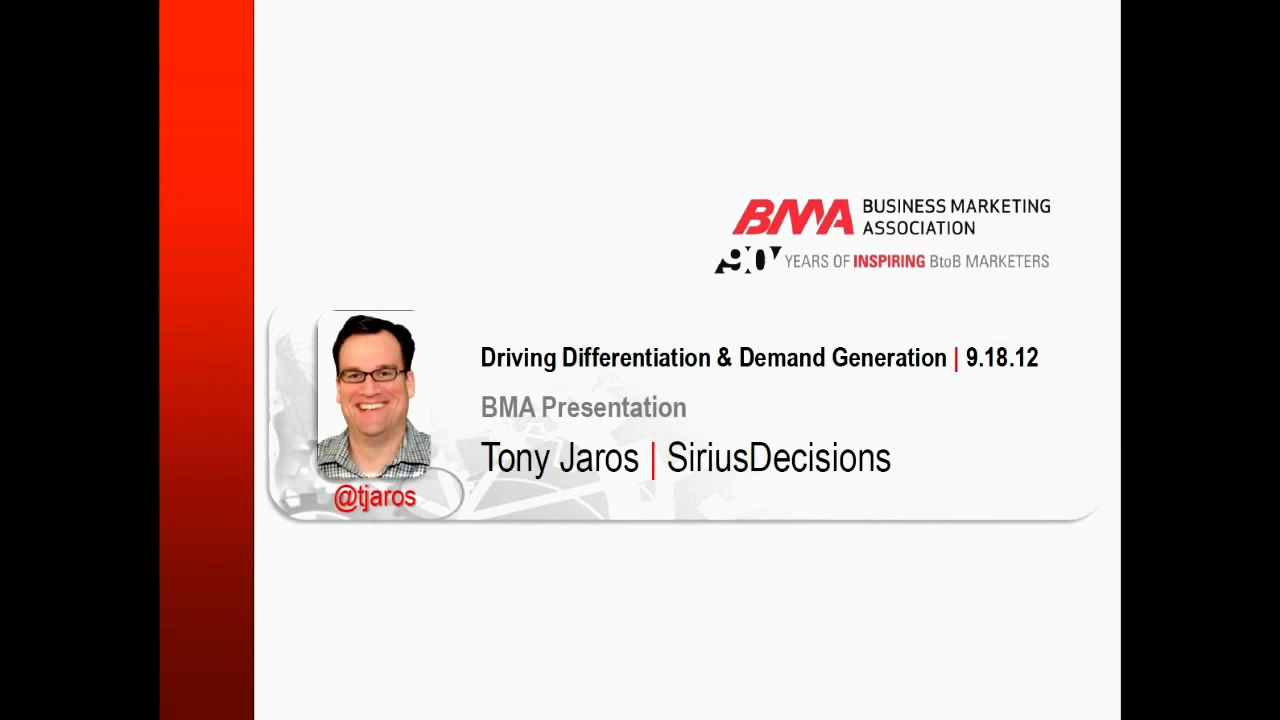 BMA BUSINESS MARKETING
ASSOCIATION
90 YEARS OF INSPIRING BtoB MARKETERS
Driving Differentiation & Demand Generation | 9.18.12
BMA Presentation
Tony Jaros | SiriusDecisions
@tjaros